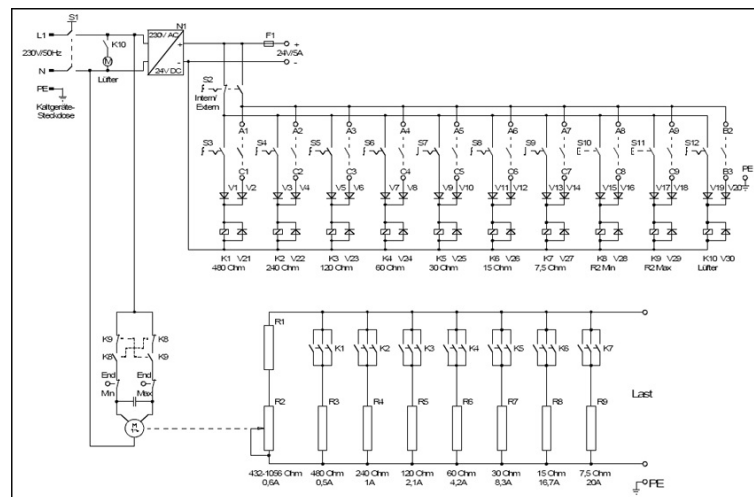 S1
N1
L1
K10
230V AC
F1
+
+
230V/50Hz
24V/5A
-
-
N
M
24V DC
S2
PE
Lüfter
Intern/
Extern
Kaltgeräte-
Steckdose
A1 A2 A3 A4 A5 A6 A7 A8 A9 B2
S3 S4 S5 S6 S7 S8 S9 S10 S11 S12
PE
C1 C2 C3 C4 C5 C6 C7 C8 C9 B3
V1 V2 V3 V4 V5 V6 V7 V8 V9 V10 V11 V12 V13 V14 V15 V16 V17 V18 V19 V20
K1 V21 K2 V22 K3 V23 K4 V24 K5 V25 K6 V26 K7 V27 K8 V28 K9 V29 K10 V30
480 Ohm 240 Ohm 120 Ohm 60 Ohm 30 Ohm 15 Ohm 7,5 Ohm R2 Min R2 Max Lüfter
R1
K9 K8
K1 K2 K3 K4 K5 K6 K7
K8 K9
End End
Min Max
Last
R2 R3 R4 R5 R6 R7 R8 R9
432-1056 Ohm 480 Ohm 240 Ohm 120 Ohm 60 Ohm 30 Ohm 15 Ohm 7,5 Ohm
0,6A 0,5A 1A 2,1A 4,2A 8,3A 16,7A 20A
PE